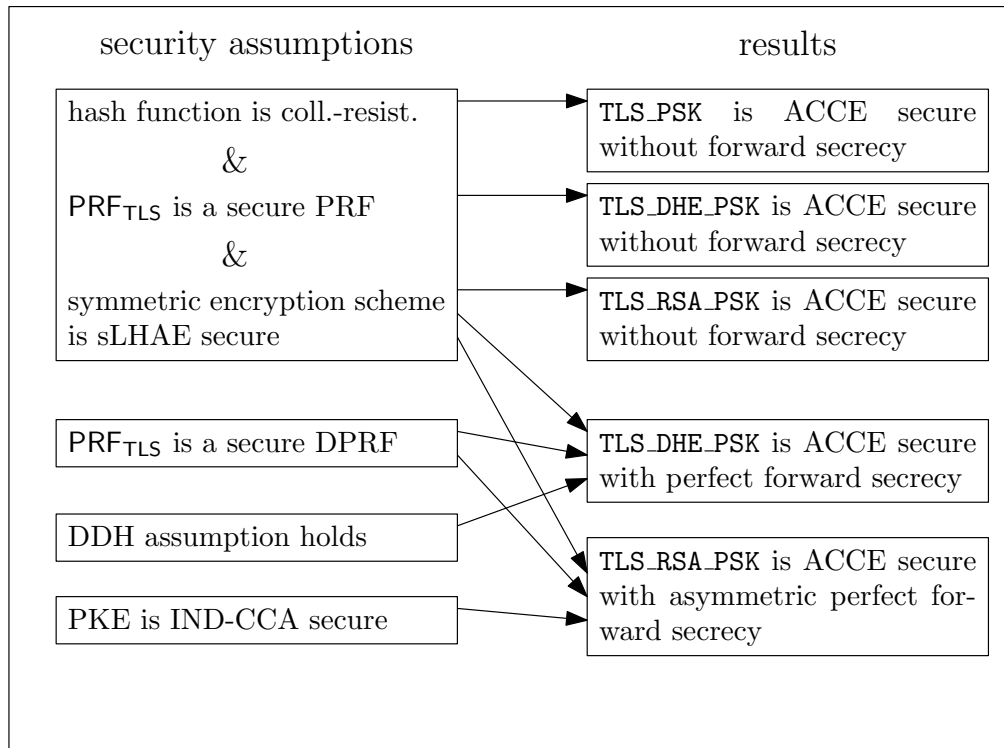 security assumptions
results
hash function is coll.-resist.
&
PRF_TLS is a secure PRF
&
symmetric encryption scheme
is sLHAE secure
PRF_TLS is a secure DPRF
DDH assumption holds
PKE is IND-CCA secure
TLS_PSK is ACCE secure
without forward secrecy
TLS_DHE_PSK is ACCE secure
without forward secrecy
TLS_RSA_PSK is ACCE secure
without forward secrecy
TLS_DHE_PSK is ACCE secure
with perfect forward secrecy
TLS_RSA_PSK is ACCE secure
with asymmetric perfect for-
ward secrecy